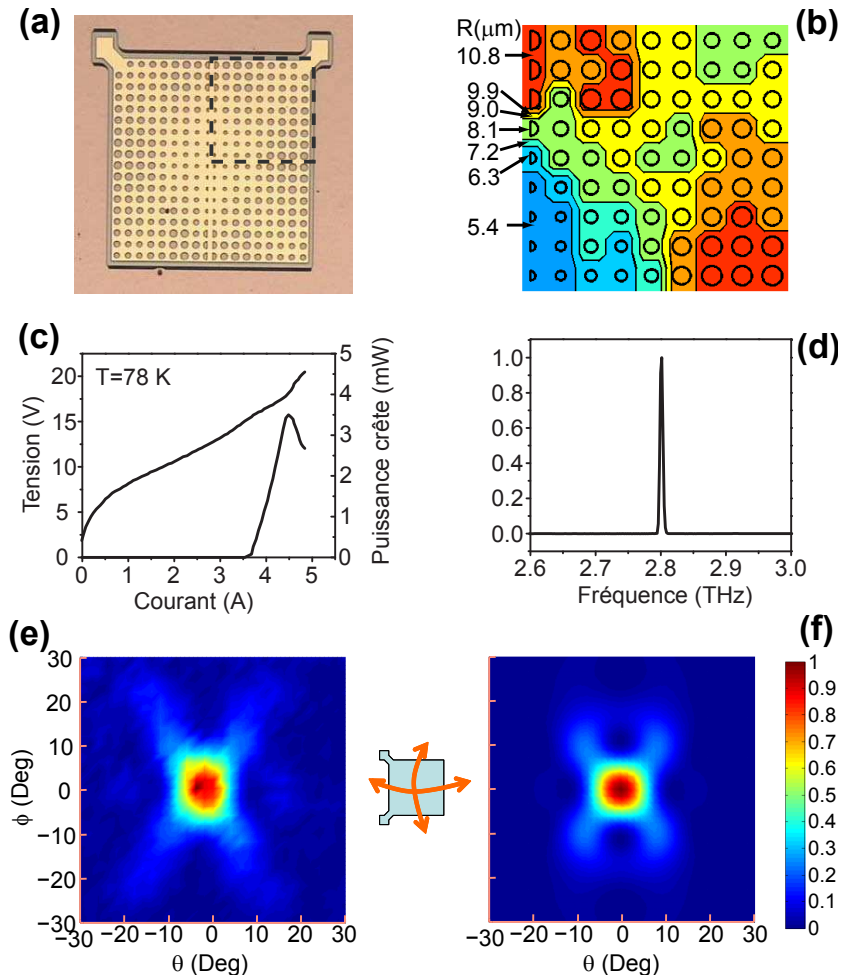 (a)
R(μm)
10.8
9.9
9.0
8.1
7.2
6.3
5.4
(b)
(c)
T=78 K
Tension (V)
20
15
10
5
0
0 1 2 3 4 5
Courant (A)
5
4
3
2
1
0
Puissance crête (mW)
(d)
1.0
0.8
0.6
0.4
0.2
0.0
2.6 2.7 2.8 2.9 3.0
Fréquence (THz)
(e)
ϕ (Deg)
30
20
10
0
−10
−20
−30
−30 −20 −10 0 10 20 30
θ (Deg)
(f)
−30 −20 −10 0 10 20 30
θ (Deg)
1
0.9
0.8
0.7
0.6
0.5
0.4
0.3
0.2
0.1
0